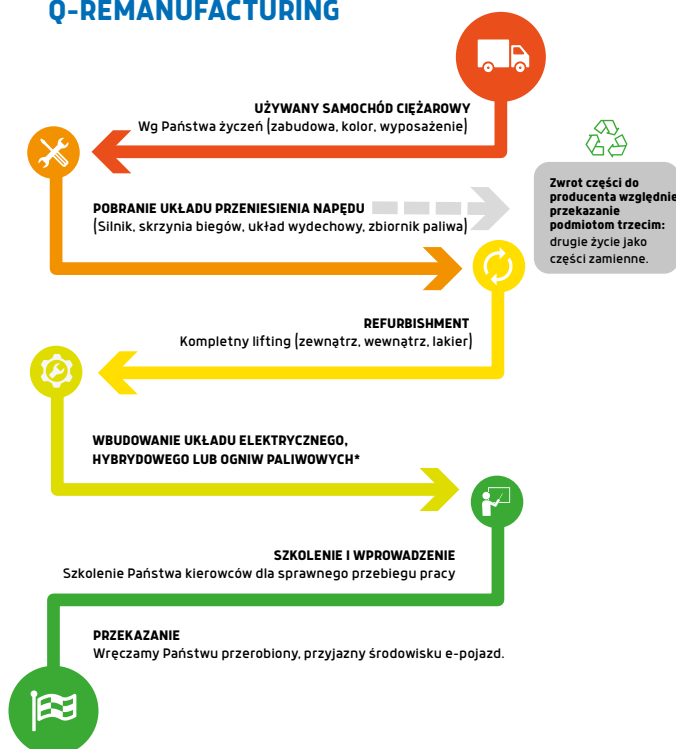 Q-REMANUFACTURING
UŻYWANY SAMOCHÓD CIĘŻAROWY
Wg Państwa życzeń (zabudowa, kolor, wyposażenie)
POBRANIE UKŁADU PRZENIESIENIA NAPĘDU
(Silnik, skrzynia biegów, układ wydechowy, zbiornik paliwa)
Zwrot części do
producenta względnie
przekazanie
podmiotom trzecim:
drugie życie jako
części zamienne.
REFURBISHMENT
Kompletny lifting (zewnątrz, wewnątrz, lakier)
WBUDOWANIE UKŁADU ELEKTRYCZNEGO,
HYBRYDOWEGO LUB OGNIW PALIWOWYCH*
SZKOLENIE I WPROWADZENIE
Szkolenie Państwa kierowców dla sprawnego przebiegu pracy
PRZEKAZANIE
Wręczamy Państwu przerobiony, przyjazny środowisku e-pojazd.